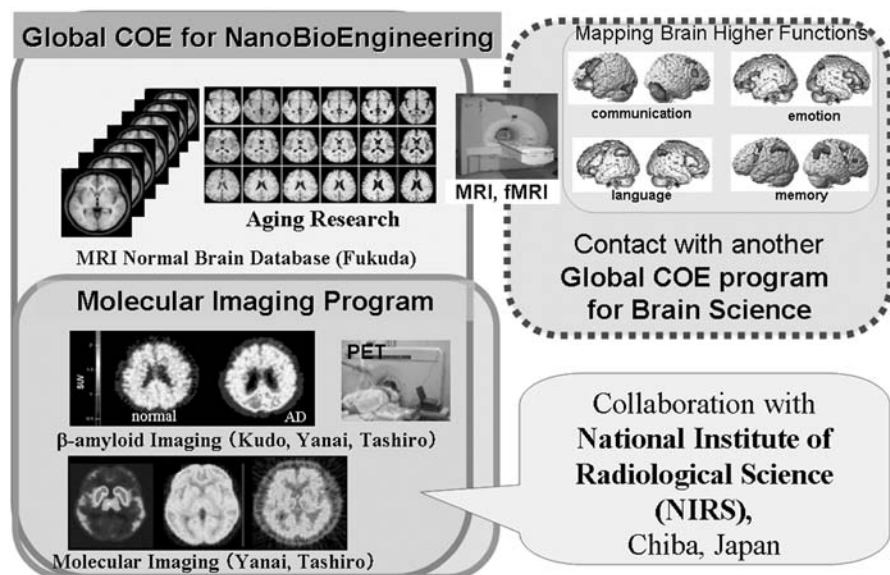 Global COE for NanoBioEngineering
Aging Research
MRI Normal Brain Database (Fukuda)
MRI, fMRI
Mapping Brain Higher Functions
communication
emotion
language
memory
Contact with another
Global COE program
for Brain Science
Molecular Imaging Program
SUV
normal
AD
PET
β-amyloid Imaging (Kudo, Yanai, Tashiro)
Molecular Imaging (Yanai, Tashiro)
Collaboration with
National Institute of
Radiological Science
(NIRS),
Chiba, Japan